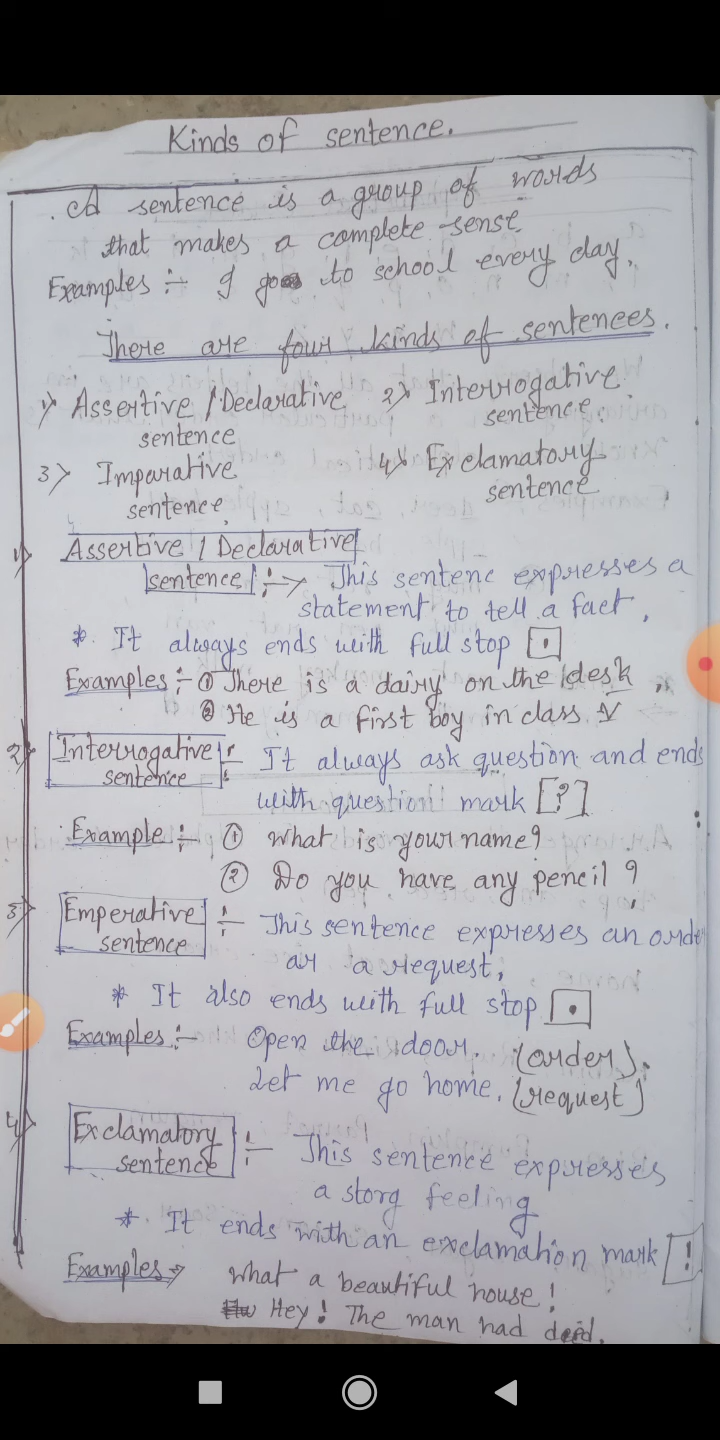 Kinds of sentence.
A sentence is a group of words
that makes a complete sense.
Examples :- I go to school every day.
There are four kinds of sentences.
1) Assertive / Declarative 2) Interrogative
sentence sentence.
3) Imparative 4) Exclamatory
sentence sentence
1) Assertive / Declarative
sentence :-> This sentenc expresses a
statement to tell a fact.
* It always ends with full stop [.]
Examples :- ① There is a dairy on the desk.
② He is a first boy in class V
2) Interrogative :- It always ask question and ends
sentence with question mark [?]
Example :- ① What is your name?
② Do you have any pencil ?
3) Emperative :- This sentence expresses an orde
sentence ar a request,
* It also ends with full stop [.]
Examples :- Open the door. (order).
Let me go home. (request)
4) Exclamatory :- This sentence expresses
sentence a storg feeling
* It ends with an exclamation mark [!]
Examples -> What a beautiful house !
Hey ! The man had died.